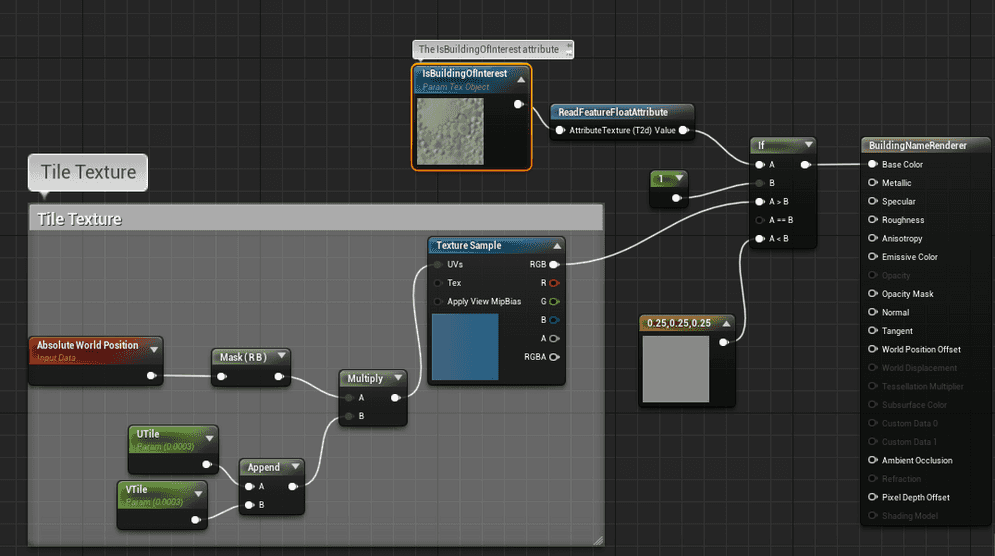 The IsBuildingOfInterest attribute
IsBuildingOfInterest
Param Tex Object
ReadFeatureFloatAttribute
AttributeTexture (T2d) Value
If
A
B
A > B
A == B
A < B
1
BuildingNameRenderer
Base Color
Metallic
Specular
Roughness
Anisotropy
Emissive Color
Opacity
Opacity Mask
Normal
Tangent
World Position Offset
World Displacement
Tessellation Multiplier
Subsurface Color
Custom Data 0
Custom Data 1
Ambient Occlusion
Refraction
Pixel Depth Offset
Shading Model
Tile Texture
Tile Texture
Texture Sample
UVs
RGB
Tex
R
Apply View MipBias
G
B
A
RGBA
0.25,0.25,0.25
Absolute World Position
Input Data
Mask ( R B )
Multiply
A
B
UTile
Param (0.0003)
VTile
Param (0.0003)
Append
A
B